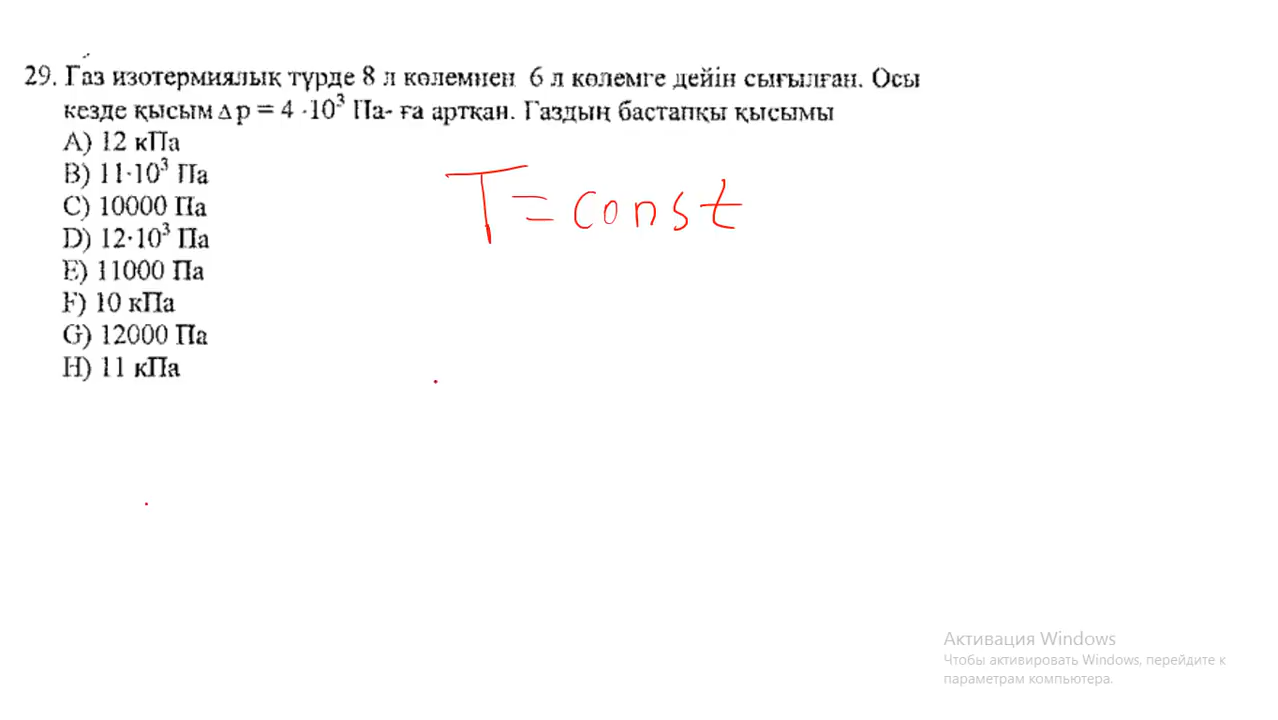 29. Газ изотермиялық түрде 8 л көлемнен 6 л көлемге дейін сығылған. Осы
кезде қысым Δp = 4 ·10³ Па- ға артқан. Газдың бастапқы қысымы
A) 12 кПа
B) 11·10³ Па
C) 10000 Па
D) 12·10³ Па
E) 11000 Па
F) 10 кПа
G) 12000 Па
H) 11 кПа
T = const
Активация Windows
Чтобы активировать Windows, перейдите к
параметрам компьютера.